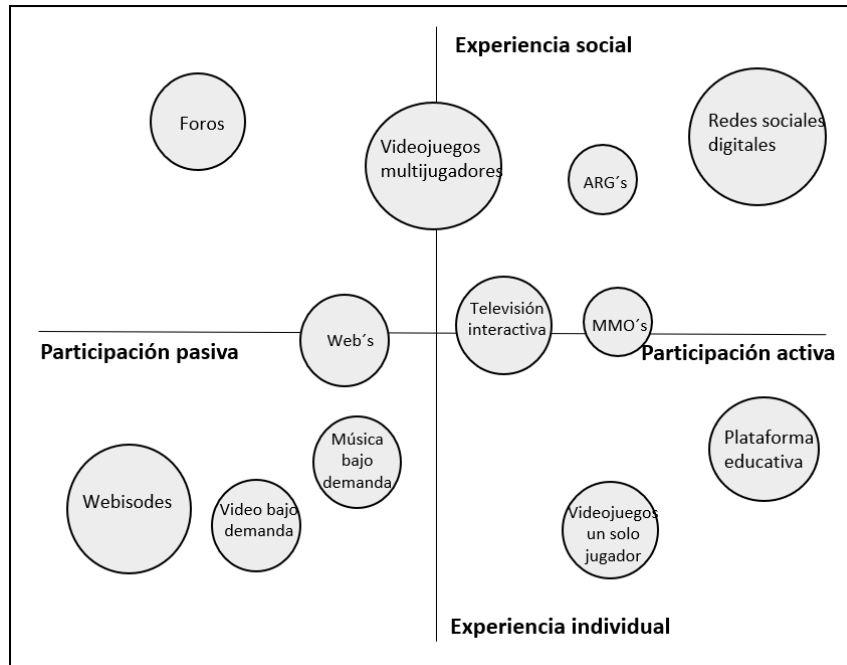 Experiencia social
Foros
Videojuegos
multijugadores
ARG´s
Redes sociales
digitales
Web´s
Televisión
interactiva
MMO´s
Participación pasiva
Participación activa
Webisodes
Video bajo
demanda
Música
bajo
demanda
Videojuegos
un solo
jugador
Plataforma
educativa
Experiencia individual